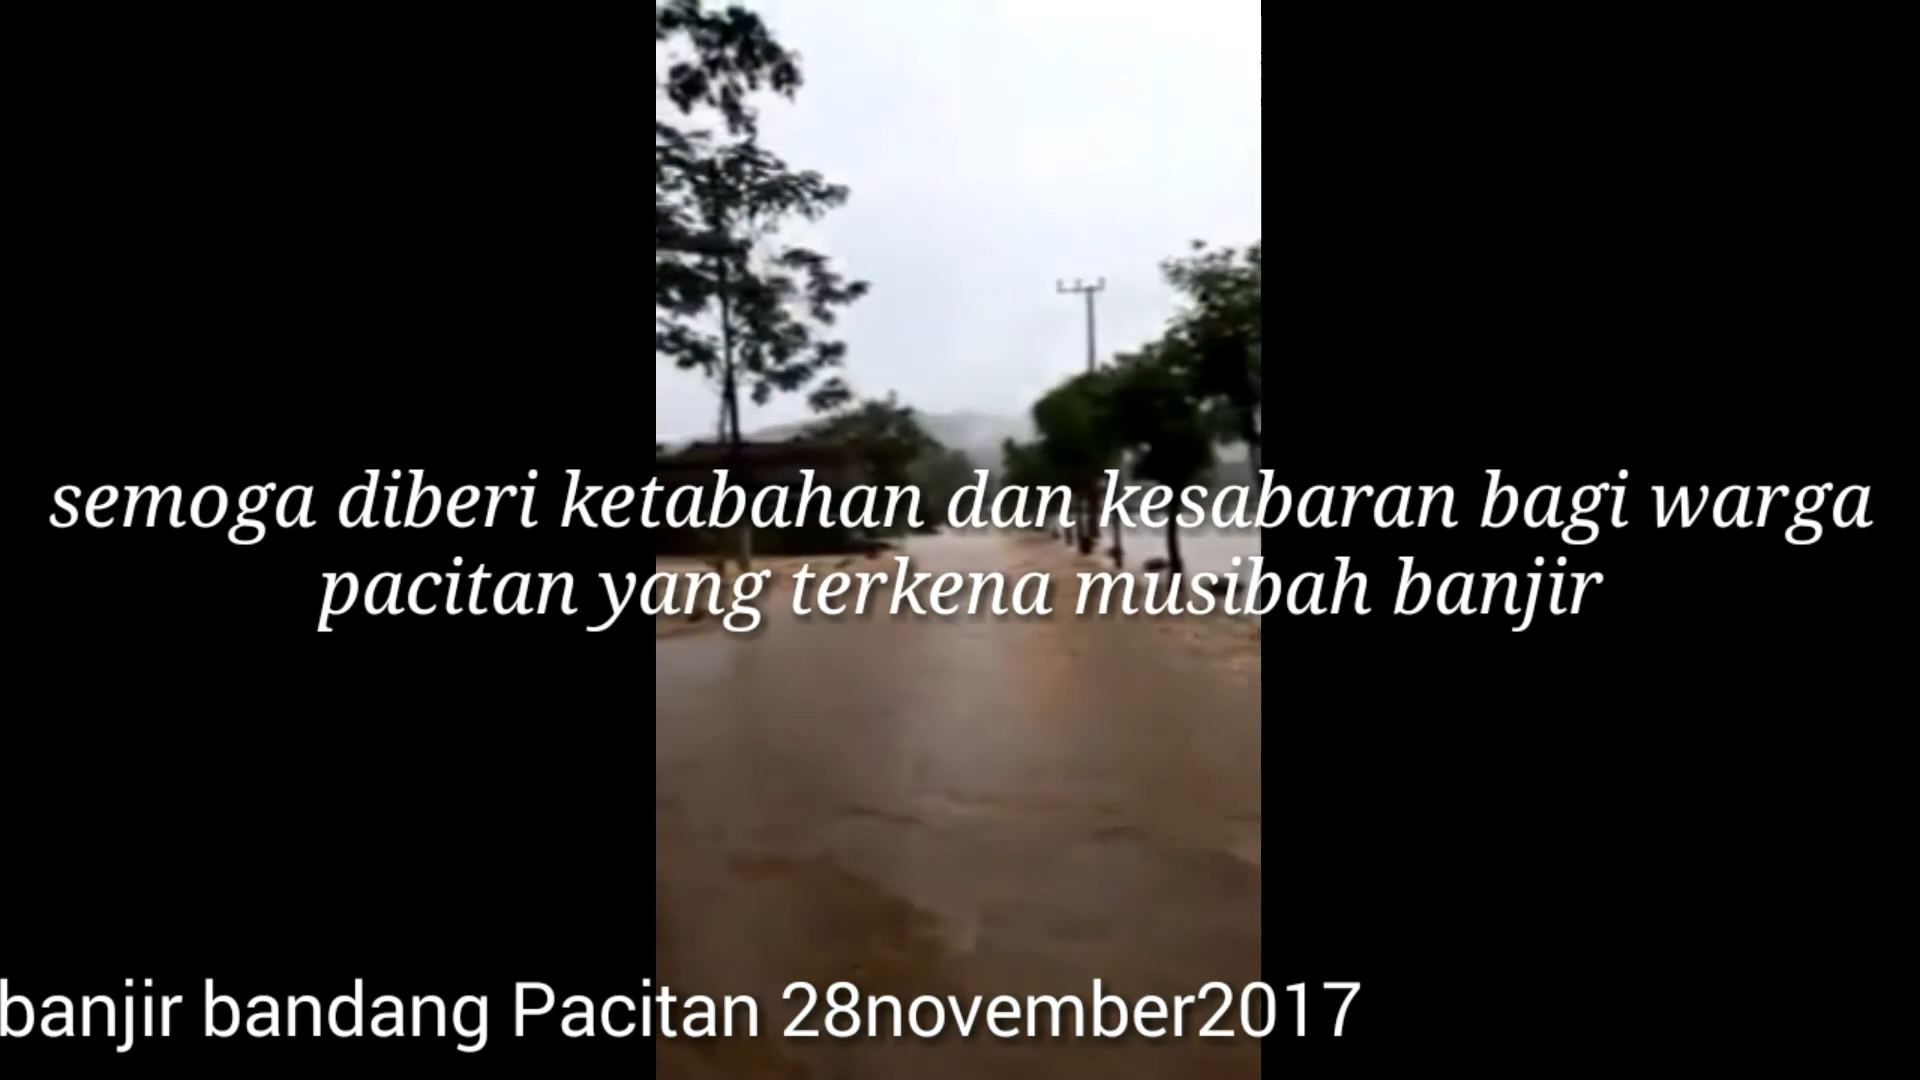 semoga diberi ketabahan dan kesabaran bagi warga
pacitan yang terkena musibah banjir
banjir bandang Pacitan 28november2017